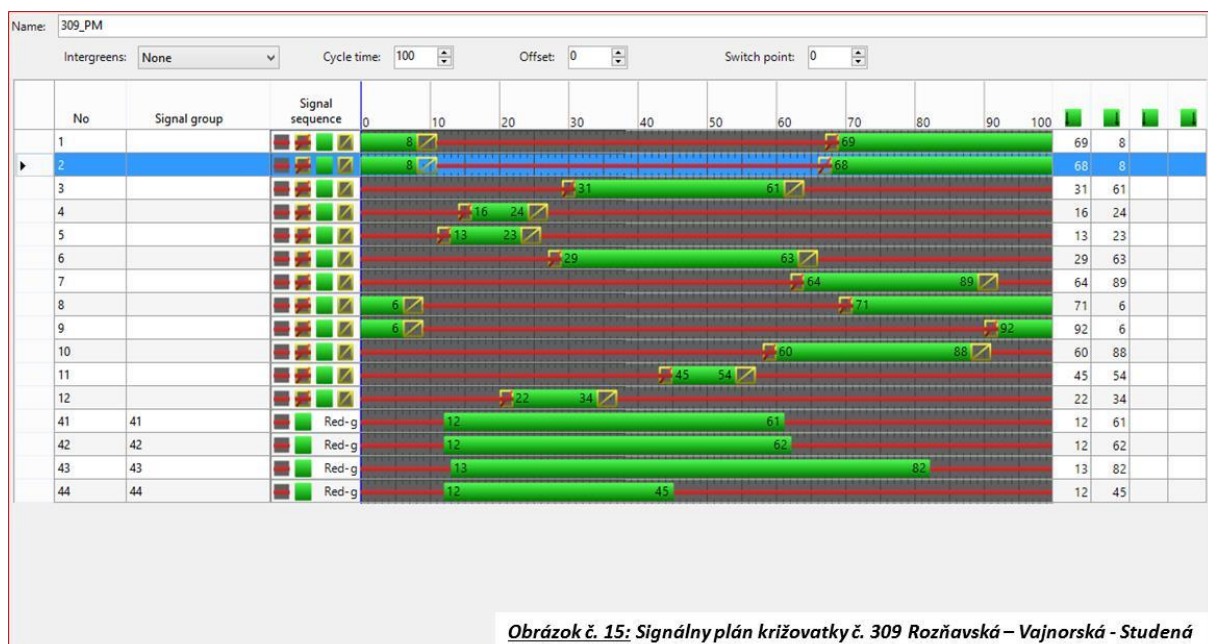 Name: 309_PM
Intergreens: None Cycle time: 100 Offset: 0 Switch point: 0
No Signal group Signal sequence 0 10 20 30 40 50 60 70 80 90 100
1 8 69 69 8
2 8 68 68 8
3 31 61 31 61
4 16 24 16 24
5 13 23 13 23
6 29 63 29 63
7 64 89 64 89
8 6 71 71 6
9 6 92 92 6
10 60 88 60 88
11 45 54 45 54
12 22 34 22 34
41 41 Red-g 12 61 12 61
42 42 Red-g 12 62 12 62
43 43 Red-g 13 82 13 82
44 44 Red-g 12 45 12 45
Obrázok č. 15: Signálny plán križovatky č. 309 Rozňavská – Vajnorská - Studená